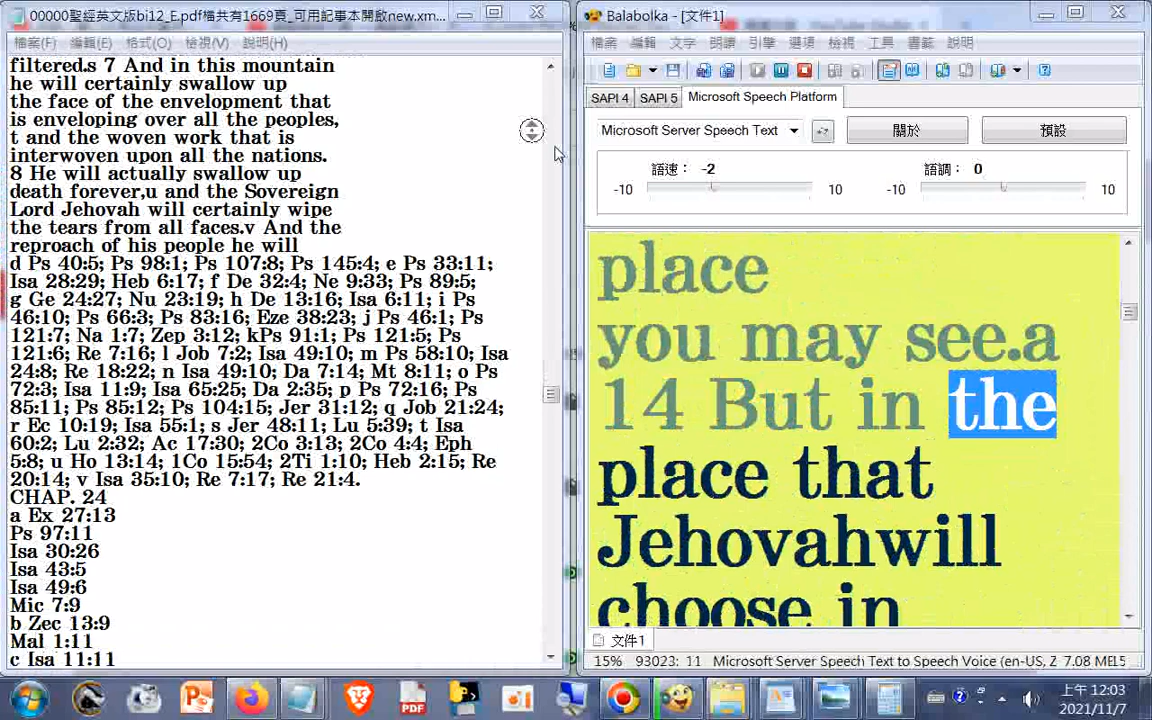 00000聖經英文版bi12_E.pdf檔共有1669頁_可用記事本開啟new.xm...
檔案(F) 編輯(E) 格式(O) 檢視(V) 說明(H)
filtered.s 7 And in this mountain
he will certainly swallow up
the face of the envelopment that
is enveloping over all the peoples,
t and the woven work that is
interwoven upon all the nations.
8 He will actually swallow up
death forever,u and the Sovereign
Lord Jehovah will certainly wipe
the tears from all faces.v And the
reproach of his people he will
d Ps 40:5; Ps 98:1; Ps 107:8; Ps 145:4; e Ps 33:11;
Isa 28:29; Heb 6:17; f De 32:4; Ne 9:33; Ps 89:5;
g Ge 24:27; Nu 23:19; h De 13:16; Isa 6:11; i Ps
46:10; Ps 66:3; Ps 83:16; Eze 38:23; j Ps 46:1; Ps
121:7; Na 1:7; Zep 3:12; kPs 91:1; Ps 121:5; Ps
121:6; Re 7:16; l Job 7:2; Isa 49:10; m Ps 58:10; Isa
24:8; Re 18:22; n Isa 49:10; Da 7:14; Mt 8:11; o Ps
72:3; Isa 11:9; Isa 65:25; Da 2:35; p Ps 72:16; Ps
85:11; Ps 85:12; Ps 104:15; Jer 31:12; q Job 21:24;
r Ec 10:19; Isa 55:1; s Jer 48:11; Lu 5:39; t Isa
60:2; Lu 2:32; Ac 17:30; 2Co 3:13; 2Co 4:4; Eph
5:8; u Ho 13:14; 1Co 15:54; 2Ti 1:10; Heb 2:15; Re
20:14; v Isa 35:10; Re 7:17; Re 21:4.
CHAP. 24
a Ex 27:13
Ps 97:11
Isa 30:26
Isa 43:5
Isa 49:6
Mic 7:9
b Zec 13:9
Mal 1:11
c Isa 11:11
Balabolka - [文件1]
檔案 編輯 文字 朗讀 引擎 選項 檢視 工具 書籤 說明
SAPI 4 SAPI 5 Microsoft Speech Platform
Microsoft Server Speech Text 關於 預設
語速： -2 語調： 0
-10 10 -10 10
place
you may see.a
14 But in the
place that
Jehovahwill
choose in
文件1
15% 93023: 11 Microsoft Server Speech Text to Speech Voice (en-US, Z 7.08 МБ
上午 12:03
2021/11/7